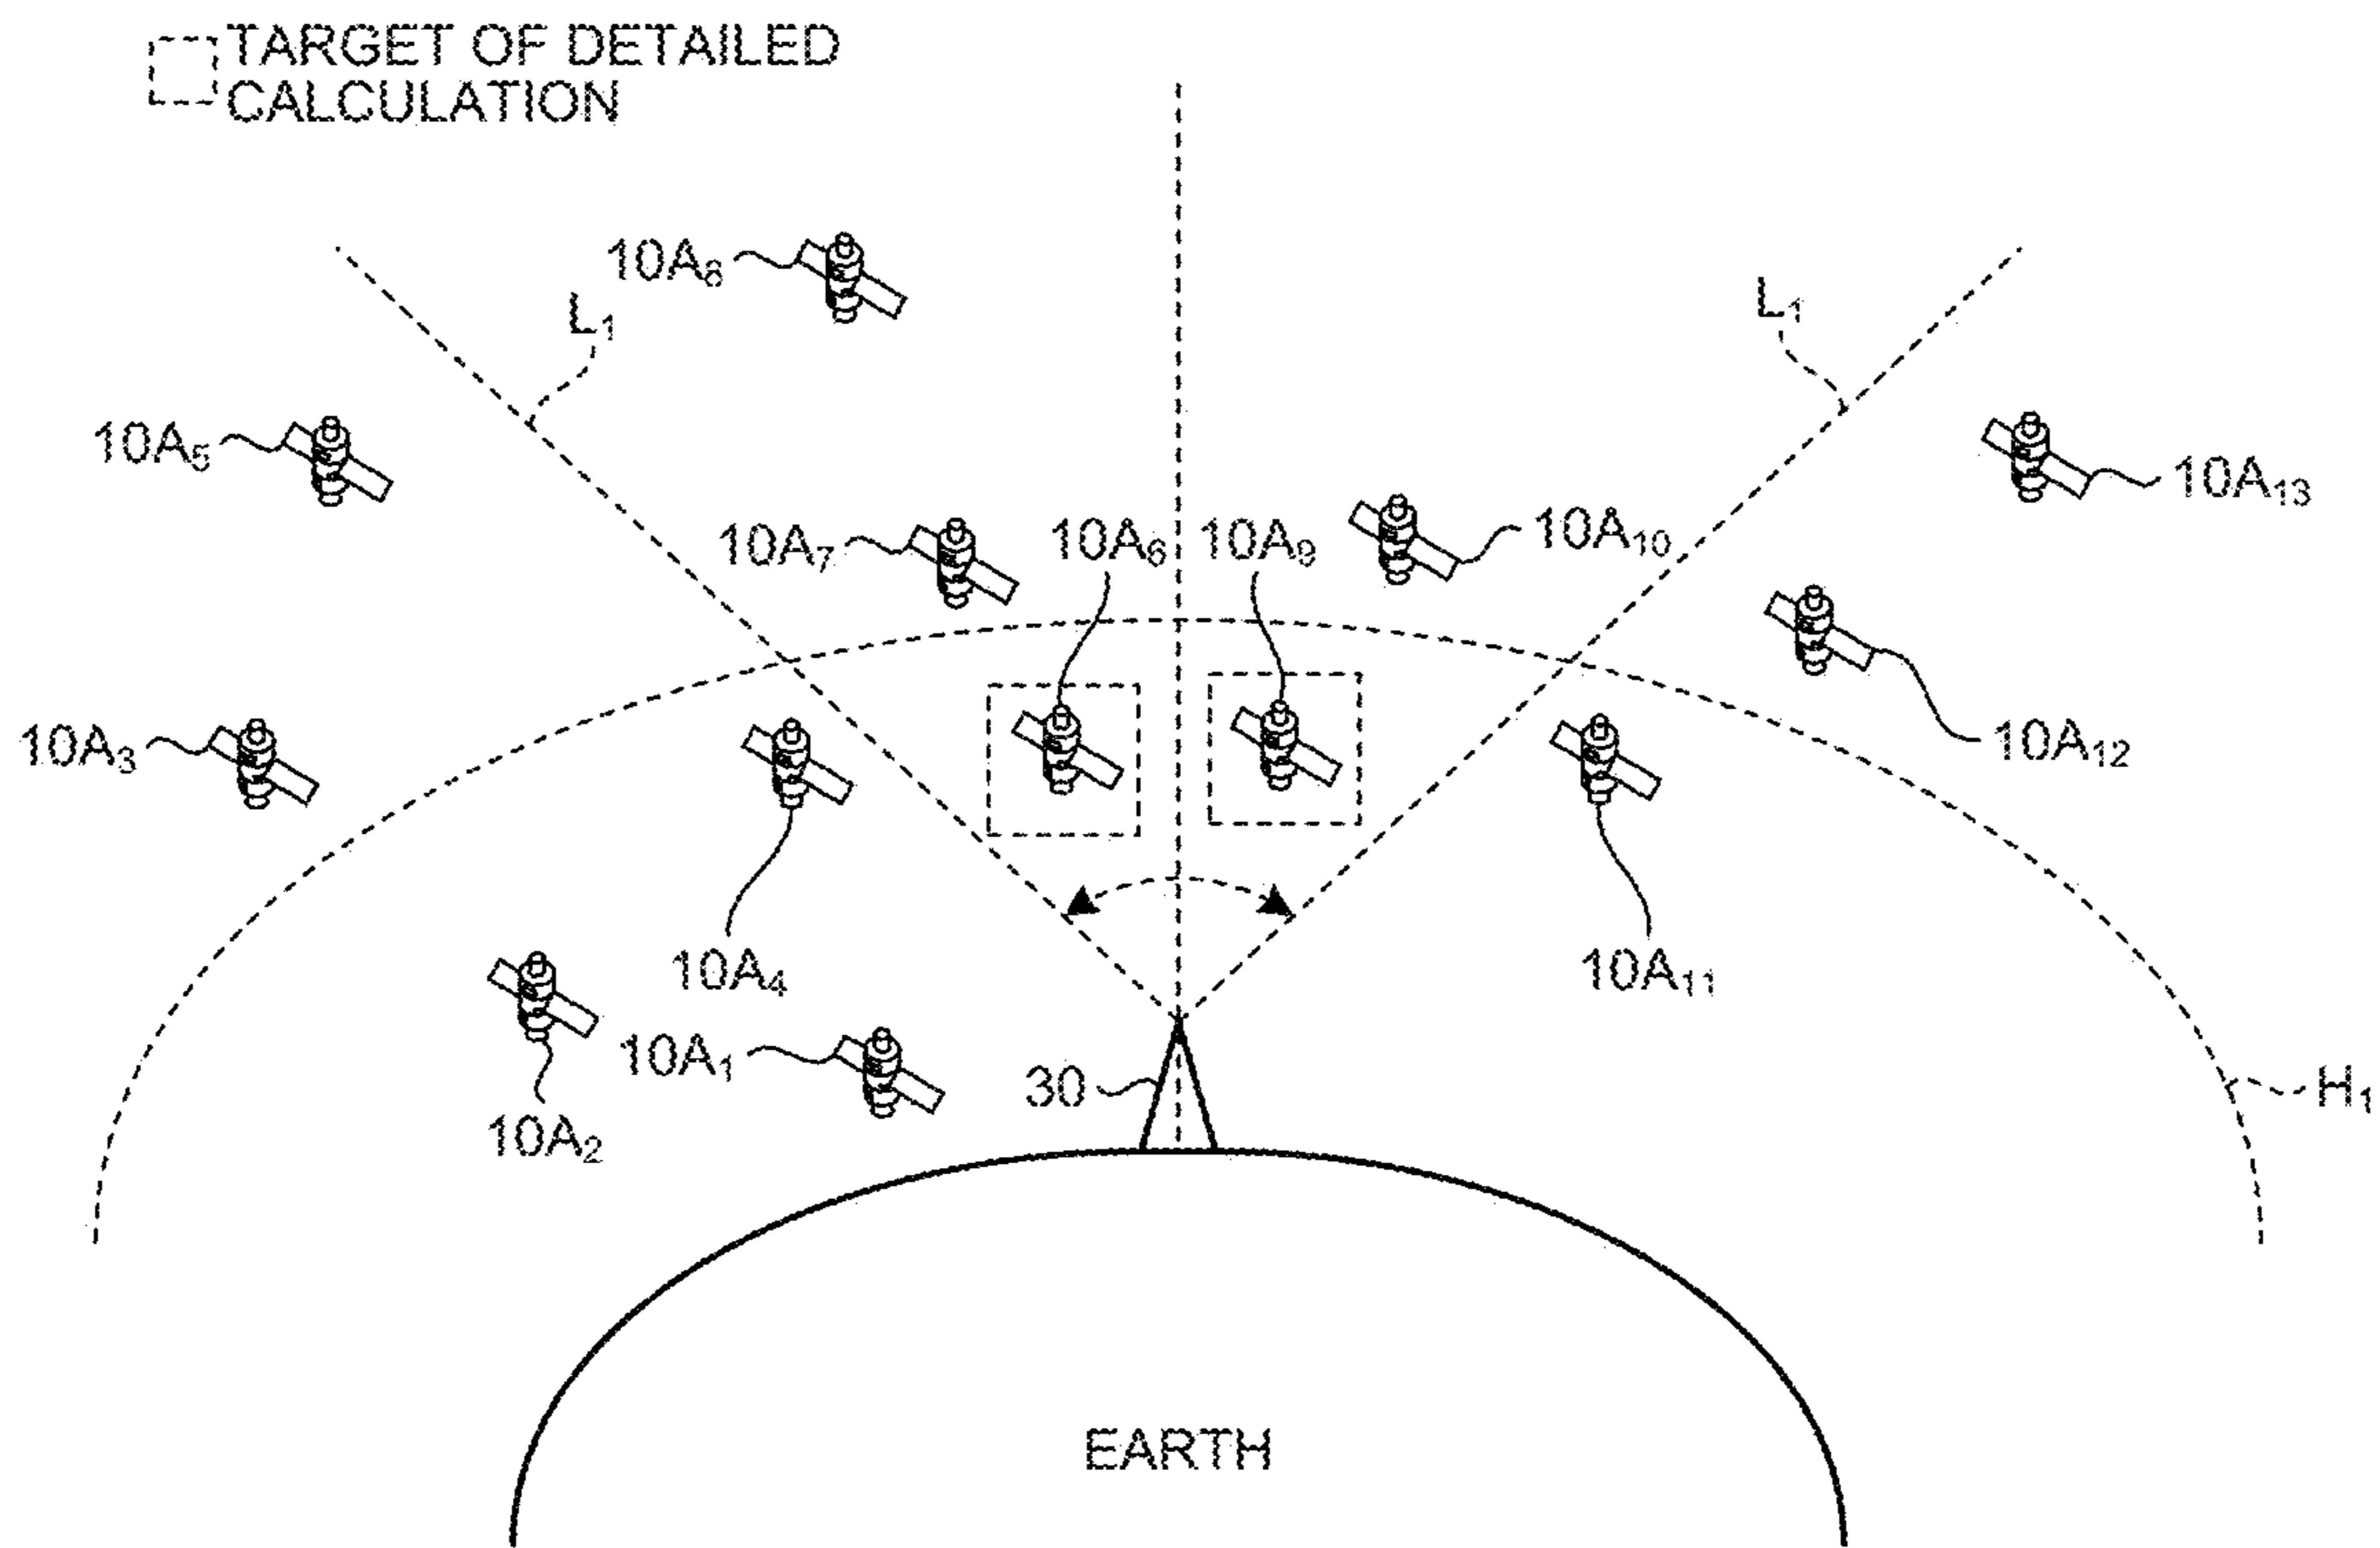 TARGET OF DETAILED
CALCULATION
10A₈
L₁
L₁
10A₅
10A₁₃
10A₇
10A₆
10A₉
10A₁₀
10A₃
10A₁₂
10A₄
10A₁₁
10A₁
30
H₁
10A₂
EARTH